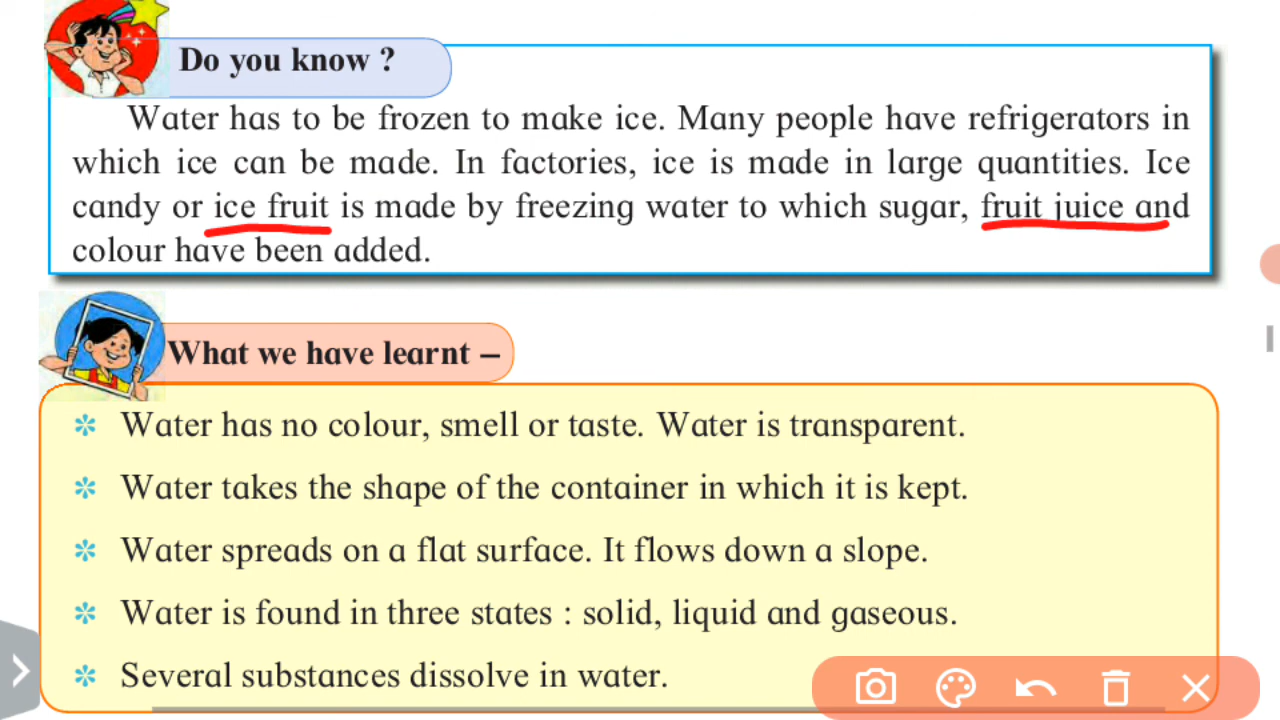 Do you know ?
Water has to be frozen to make ice. Many people have refrigerators in
which ice can be made. In factories, ice is made in large quantities. Ice
candy or ice fruit is made by freezing water to which sugar, fruit juice and
colour have been added.
What we have learnt –
✼ Water has no colour, smell or taste. Water is transparent.
✼ Water takes the shape of the container in which it is kept.
✼ Water spreads on a flat surface. It flows down a slope.
✼ Water is found in three states : solid, liquid and gaseous.
✼ Several substances dissolve in water.